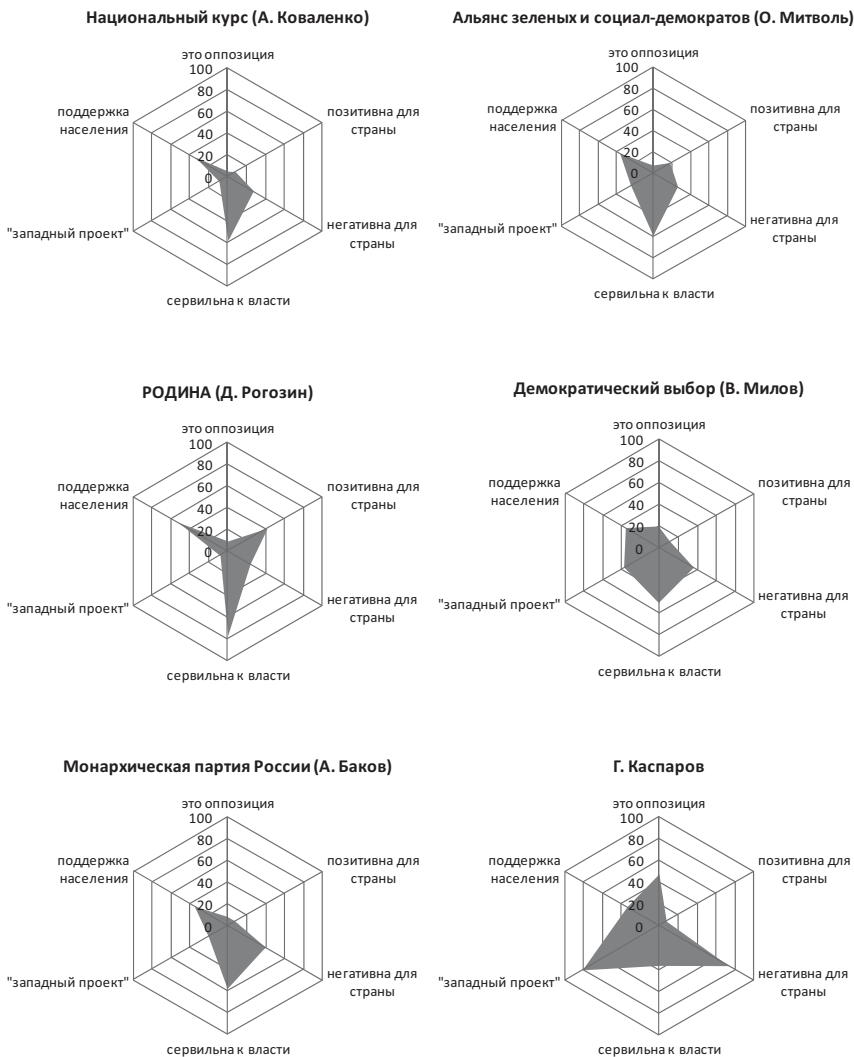 Национальный курс (А. Коваленко)
это оппозиция
100
80
60
40
20
0
поддержка
населения
позитивна для
страны
"западный проект"
негативна для
страны
сервильна к власти
Альянс зеленых и социал-демократов (О. Митволь)
это оппозиция
100
80
60
40
20
0
поддержка
населения
позитивна для
страны
"западный проект"
негативна для
страны
сервильна к власти
РОДИНА (Д. Рогозин)
это оппозиция
100
80
60
40
20
0
поддержка
населения
позитивна для
страны
"западный проект"
негативна для
страны
сервильна к власти
Демократический выбор (В. Милов)
это оппозиция
100
80
60
40
20
0
поддержка
населения
позитивна для
страны
"западный проект"
негативна для
страны
сервильна к власти
Монархическая партия России (А. Баков)
это оппозиция
100
80
60
40
20
0
поддержка
населения
позитивна для
страны
"западный проект"
негативна для
страны
сервильна к власти
Г. Каспаров
это оппозиция
100
80
60
40
20
0
поддержка
населения
позитивна для
страны
"западный проект"
негативна для
страны
сервильна к власти